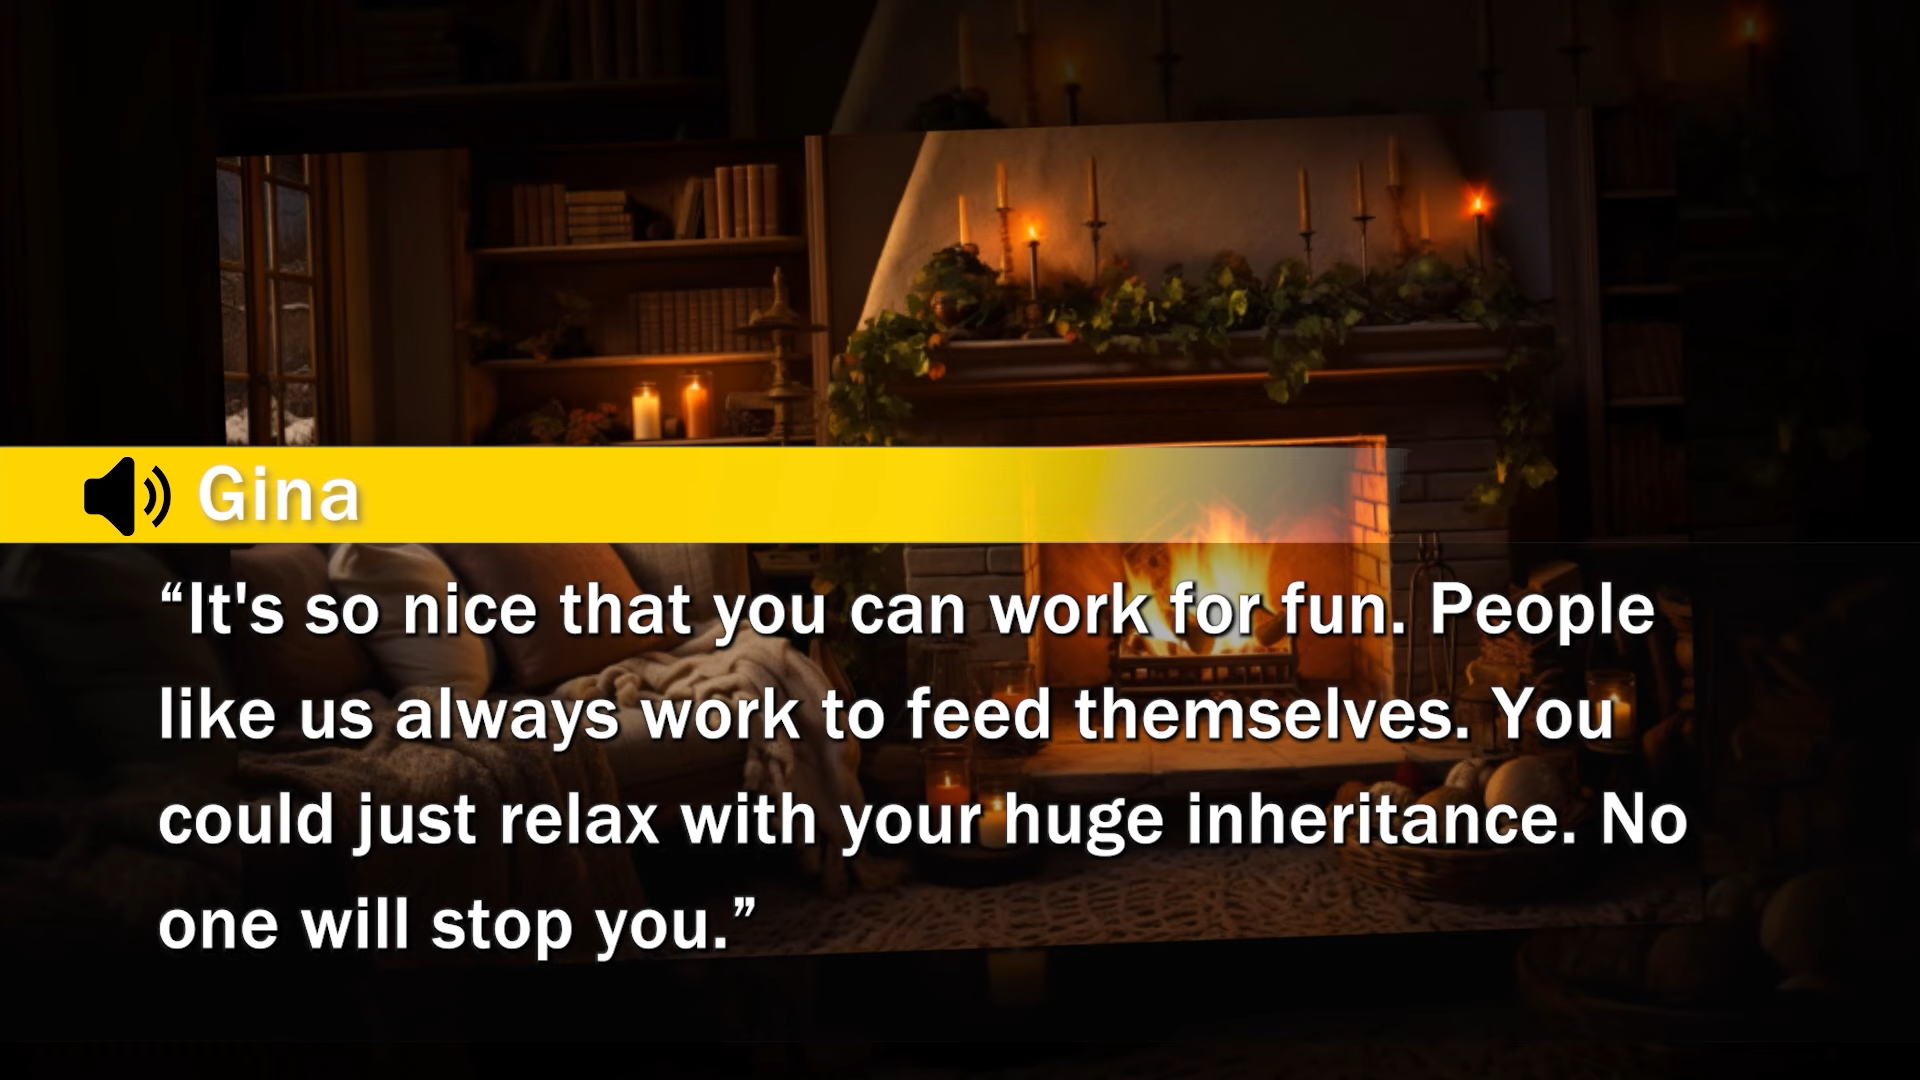 Gina
“It's so nice that you can work for fun. People
like us always work to feed themselves. You
could just relax with your huge inheritance. No
one will stop you.”